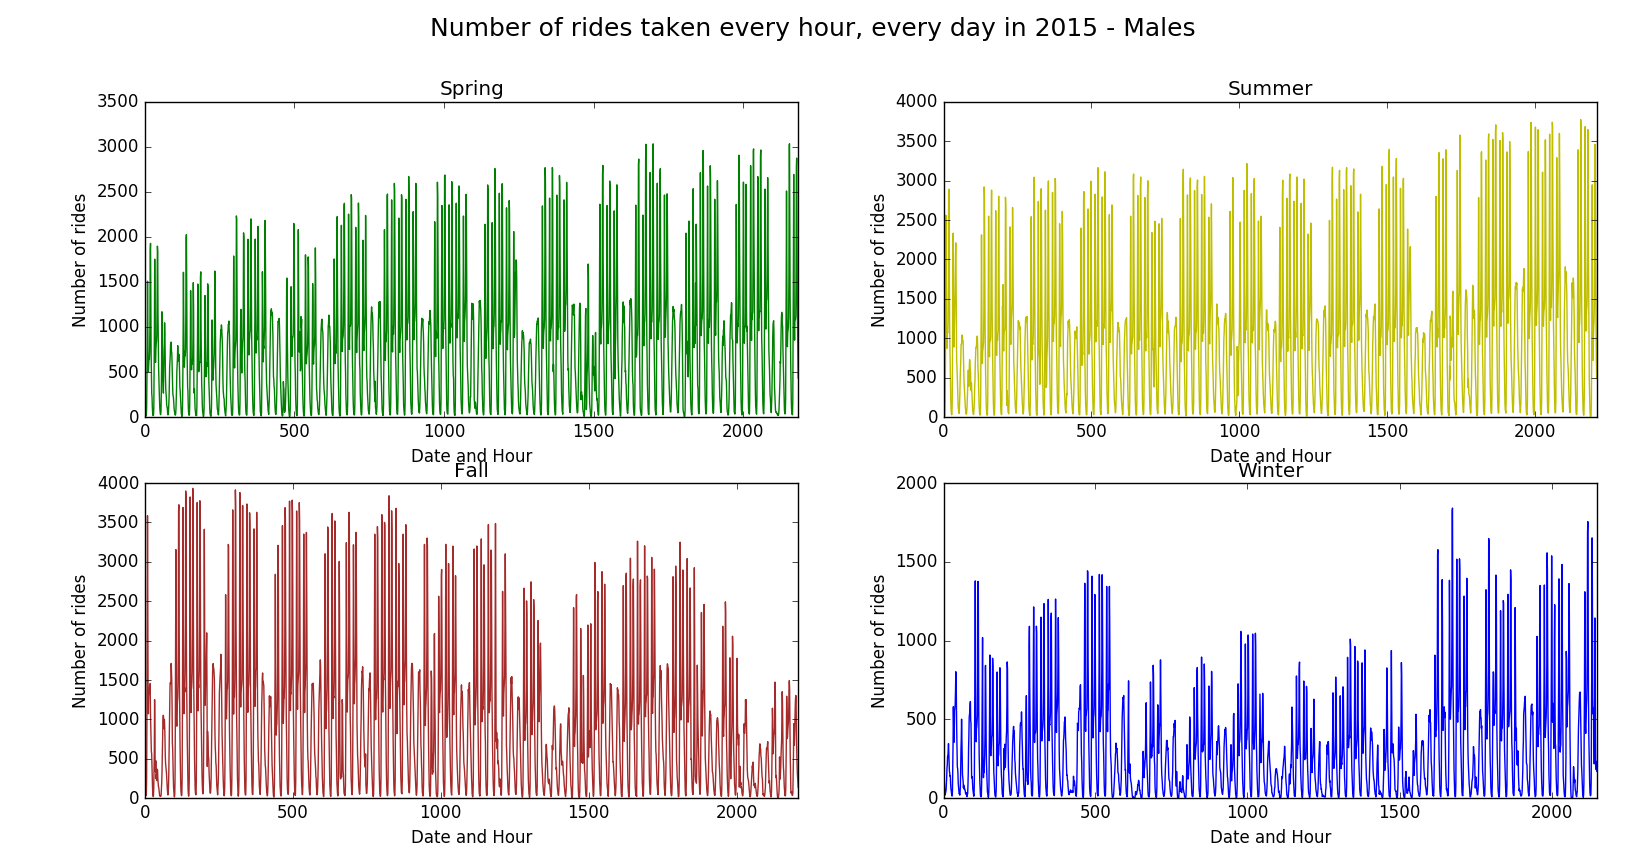 Number of rides taken every hour, every day in 2015 - Males
Spring
3500
3000
2500
2000
1500
1000
500
0
Number of rides
0 500 1000 1500 2000
Date and Hour
Summer
4000
3500
3000
2500
2000
1500
1000
500
0
Number of rides
0 500 1000 1500 2000
Date and Hour
Fall
4000
3500
3000
2500
2000
1500
1000
500
0
Number of rides
0 500 1000 1500 2000
Date and Hour
Winter
2000
1500
1000
500
0
Number of rides
0 500 1000 1500 2000
Date and Hour